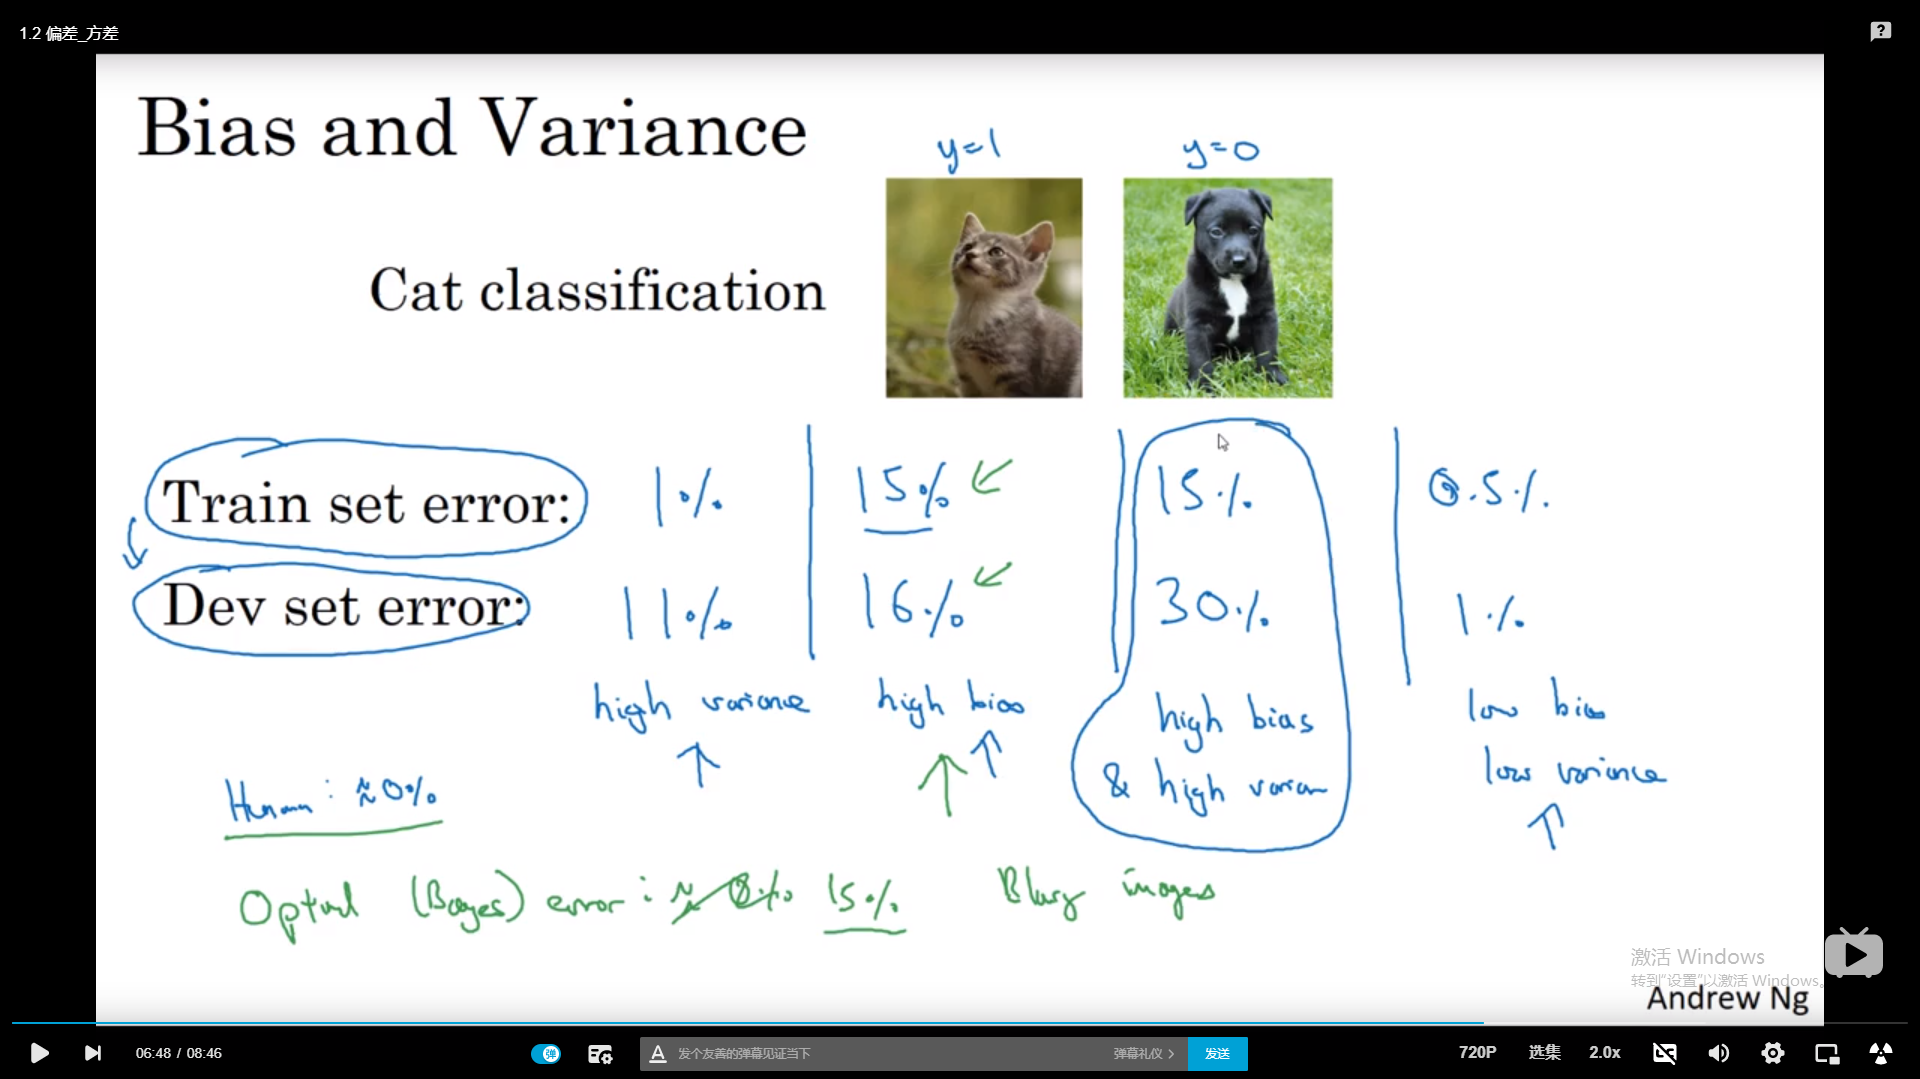 1.2 偏差_方差
Bias and Variance
y=1
y=0
Cat classification
Train set error:
1%
15%
15%
0.5%
Dev set error:
11%
16%
30%
1%
high variance
high bias
high bias
& high varian
low bias
low variance
Human: ≈0%
Optimal (Bayes) error: ≈0% 15%
Blurry images
激活 Windows
转到“设置”以激活 Windows。
Andrew Ng
06:48 / 08:46
弹
A 发个友善的弹幕见证当下
弹幕礼仪 >
发送
720P
选集
2.0x